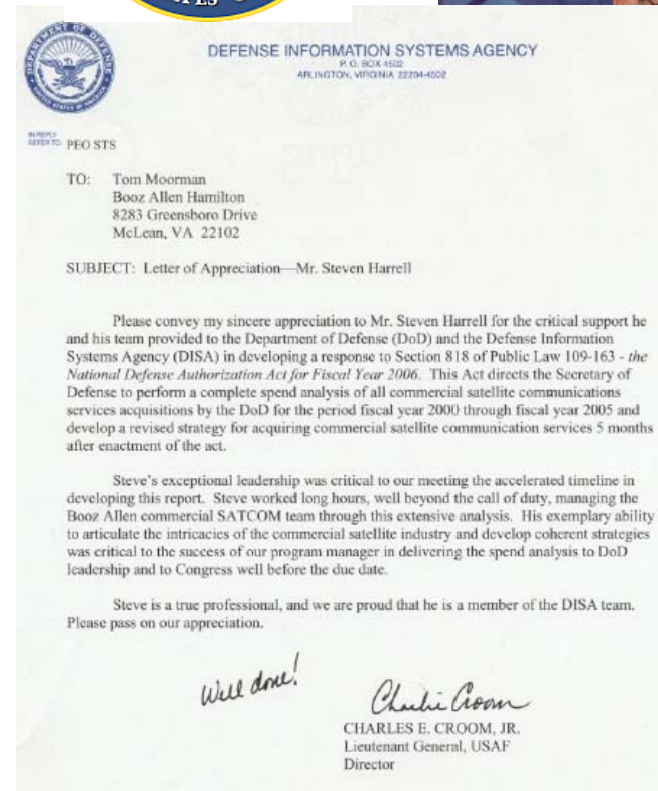 DEFENSE INFORMATION SYSTEMS AGENCY
P. O. BOX 4502
ARLINGTON, VIRGINIA 22204-4502
DEPARTMENT OF DEFENSE
UNITED STATES OF AMERICA
IN REPLY
REFER TO: PEO STS
TO: Tom Moorman
Booz Allen Hamilton
8283 Greensboro Drive
McLean, VA 22102
SUBJECT: Letter of Appreciation—Mr. Steven Harrell
Please convey my sincere appreciation to Mr. Steven Harrell for the critical support he
and his team provided to the Department of Defense (DoD) and the Defense Information
Systems Agency (DISA) in developing a response to Section 818 of Public Law 109-163 - the
National Defense Authorization Act for Fiscal Year 2006. This Act directs the Secretary of
Defense to perform a complete spend analysis of all commercial satellite communications
services acquisitions by the DoD for the period fiscal year 2000 through fiscal year 2005 and
develop a revised strategy for acquiring commercial satellite communication services 5 months
after enactment of the act.
Steve's exceptional leadership was critical to our meeting the accelerated timeline in
developing this report. Steve worked long hours, well beyond the call of duty, managing the
Booz Allen commercial SATCOM team through this extensive analysis. His exemplary ability
to articulate the intricacies of the commercial satellite industry and develop coherent strategies
was critical to the success of our program manager in delivering the spend analysis to DoD
leadership and to Congress well before the due date.
Steve is a true professional, and we are proud that he is a member of the DISA team.
Please pass on our appreciation.
Well done!
Charlie Croom
CHARLES E. CROOM, JR.
Lieutenant General, USAF
Director